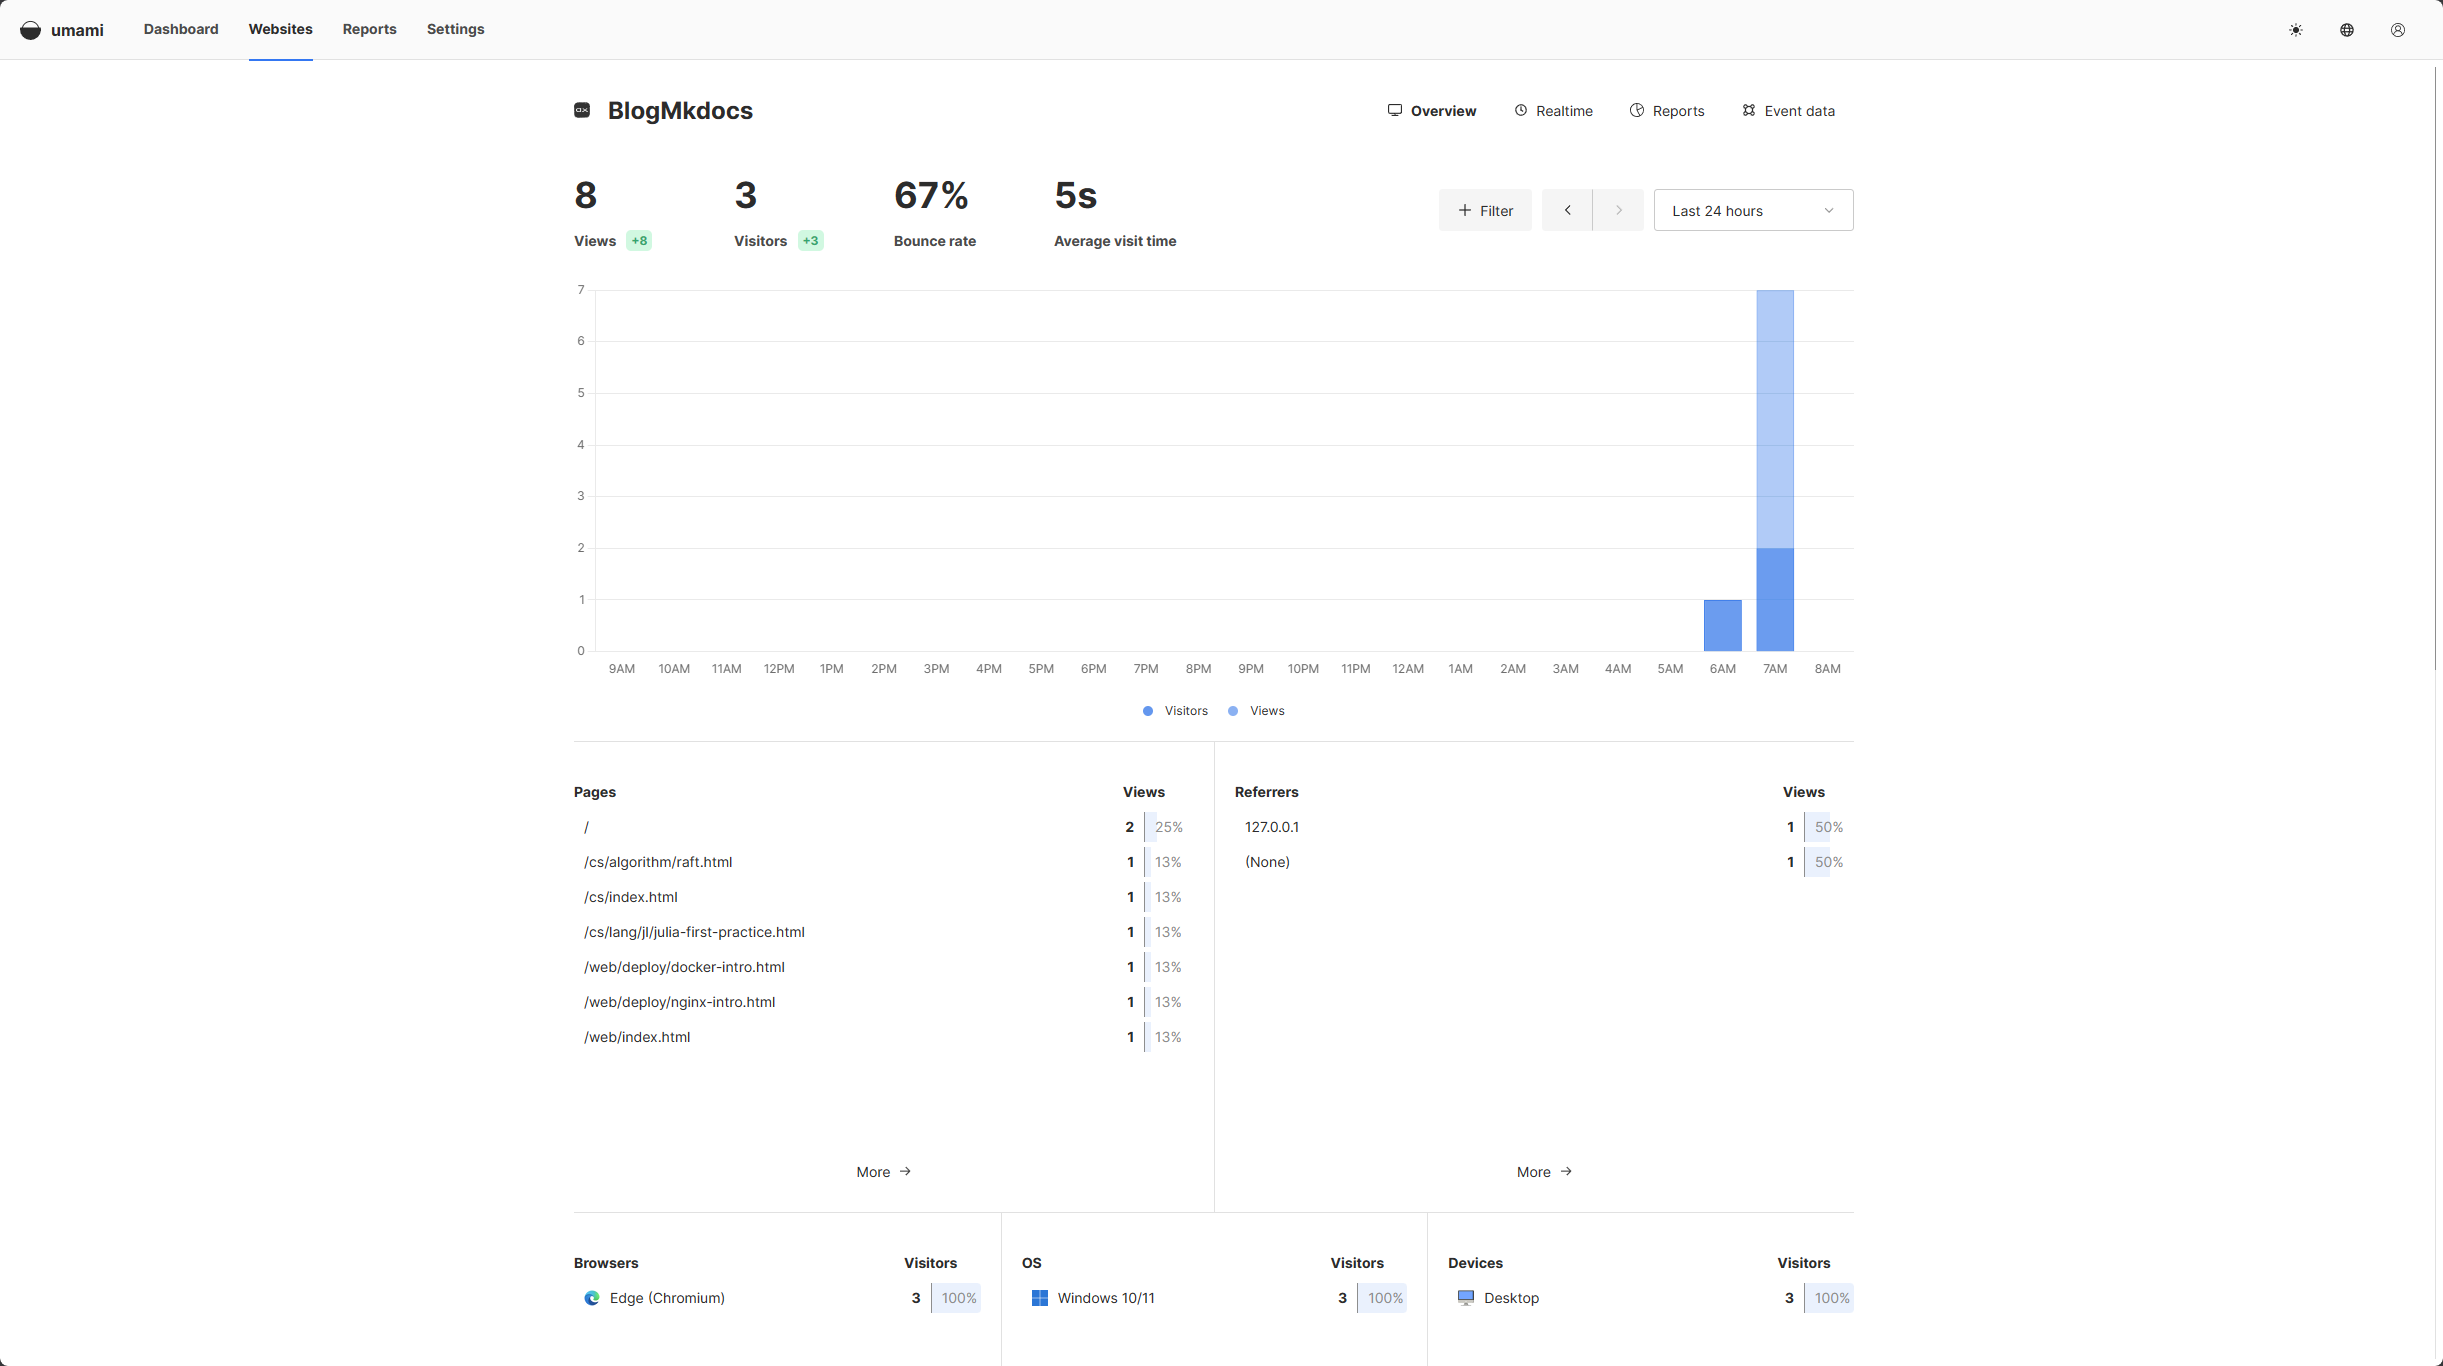 umami Dashboard Websites Reports Settings
BlogMkdocs Overview Realtime Reports Event data
8 3 67% 5s
Filter Last 24 hours
Views +8 Visitors +3 Bounce rate Average visit time
7
6
5
4
3
2
1
0
9AM 10AM 11AM 12PM 1PM 2PM 3PM 4PM 5PM 6PM 7PM 8PM 9PM 10PM 11PM 12AM 1AM 2AM 3AM 4AM 5AM 6AM 7AM 8AM
Visitors Views
Pages Views
/ 2 25%
/cs/algorithm/raft.html 1 13%
/cs/index.html 1 13%
/cs/lang/jl/julia-first-practice.html 1 13%
/web/deploy/docker-intro.html 1 13%
/web/deploy/nginx-intro.html 1 13%
/web/index.html 1 13%
More →
Referrers Views
127.0.0.1 1 50%
(None) 1 50%
More →
Browsers Visitors
Edge (Chromium) 3 100%
OS Visitors
Windows 10/11 3 100%
Devices Visitors
Desktop 3 100%